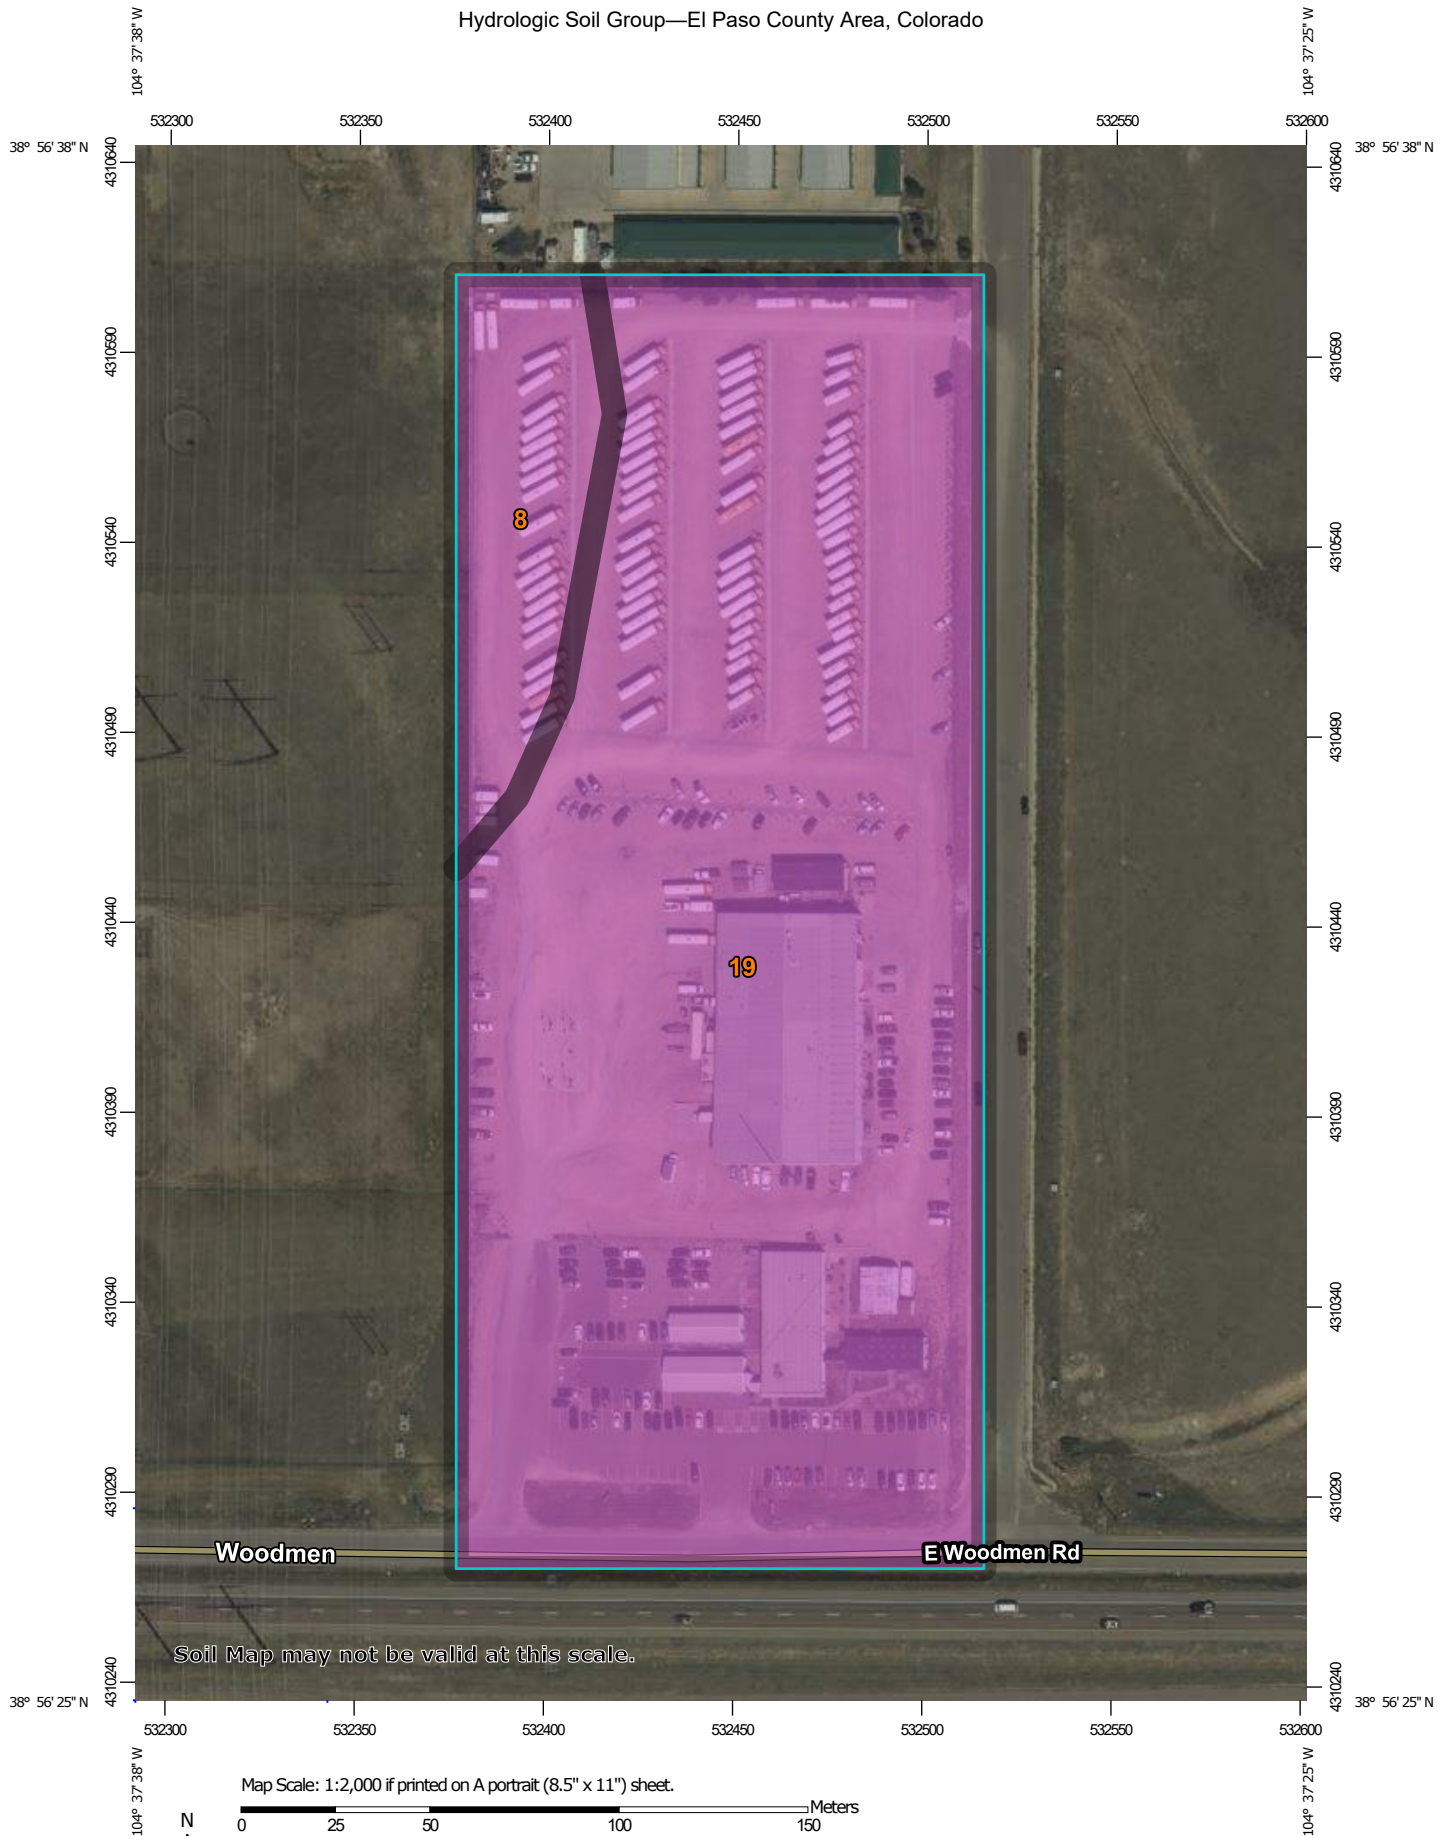 Hydrologic Soil Group—El Paso County Area, Colorado
104° 37' 38" W
104° 37' 25" W
532300 532350 532400 532450 532500 532550 532600
38° 56' 38" N
38° 56' 38" N
4310640
4310640
4310590
4310590
8
4310540
4310540
4310490
4310490
4310440
4310440
19
4310390
4310390
4310340
4310340
4310290
4310290
Woodmen
E Woodmen Rd
Soil Map may not be valid at this scale.
4310240
4310240
38° 56' 25" N
38° 56' 25" N
532300 532350 532400 532450 532500 532550 532600
104° 37' 38" W
104° 37' 25" W
Map Scale: 1:2,000 if printed on A portrait (8.5" x 11") sheet.
Meters
N
0 25 50 100 150